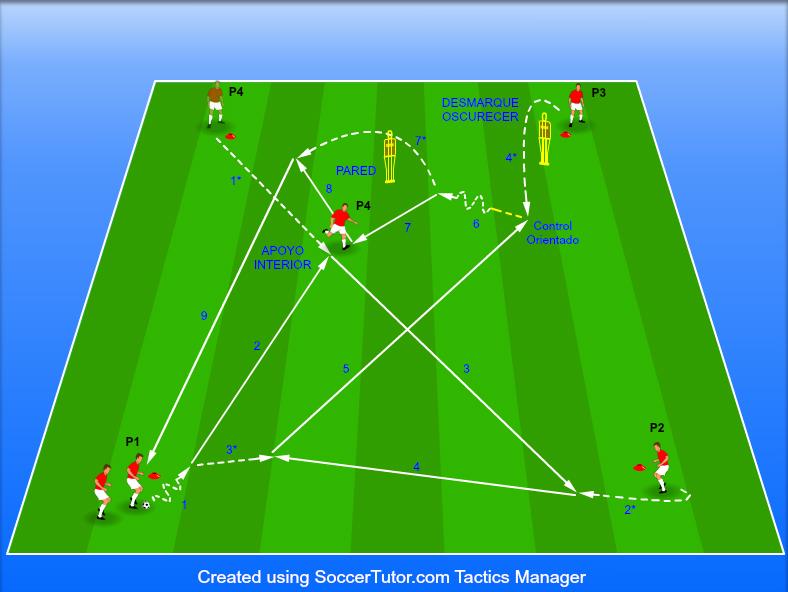 P4
DESMARQUE
OSCURECER
P3
7*
4*
1*
PARED
8
P4
7
6
Control
Orientado
APOYO
INTERIOR
9
2
5
3
P1
3*
4
P2
1
2*
Created using SoccerTutor.com Tactics Manager